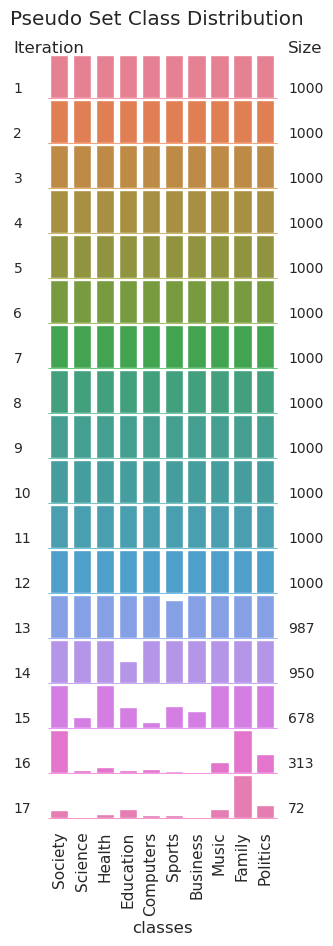 Pseudo Set Class Distribution
Iteration Size
1 1000
2 1000
3 1000
4 1000
5 1000
6 1000
7 1000
8 1000
9 1000
10 1000
11 1000
12 1000
13 987
14 950
15 678
16 313
17 72
Society
Science
Health
Education
Computers
Sports
Business
Music
Family
Politics
classes